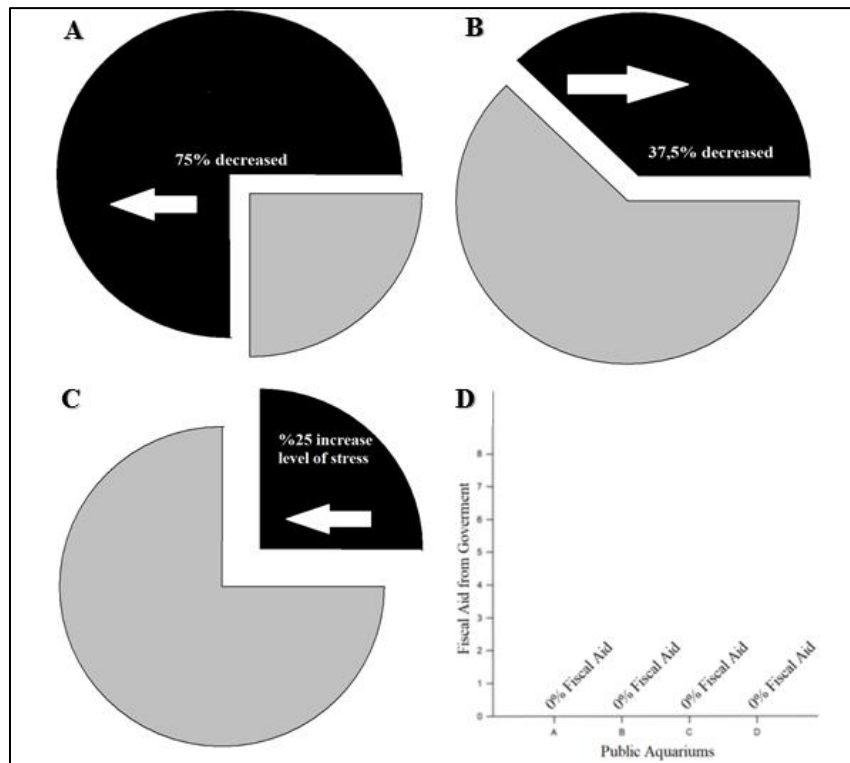 A
75% decreased
B
37,5% decreased
C
%25 increase
level of stress
D
Fiscal Aid from Goverment
8
7
6
5
4
3
2
1
0
0% Fiscal Aid
0% Fiscal Aid
0% Fiscal Aid
0% Fiscal Aid
A
B
C
D
Public Aquariums